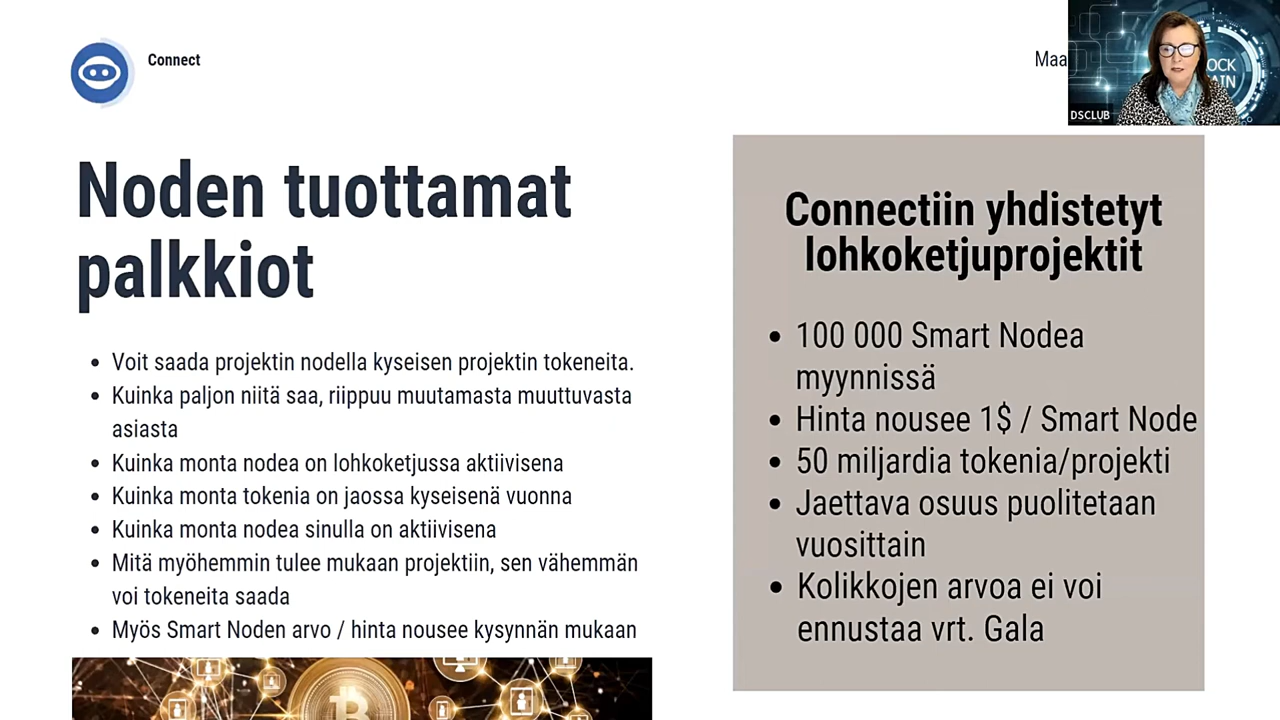 Connect
Maa
DSCLUB
Noden tuottamat
palkkiot
Voit saada projektin nodella kyseisen projektin tokeneita.
Kuinka paljon niitä saa, riippuu muutamasta muuttuvasta
asiasta
Kuinka monta nodea on lohkoketjussa aktiivisena
Kuinka monta tokenia on jaossa kyseisenä vuonna
Kuinka monta nodea sinulla on aktiivisena
Mitä myöhemmin tulee mukaan projektiin, sen vähemmän
voi tokeneita saada
Myös Smart Noden arvo / hinta nousee kysynnän mukaan
Connectiin yhdistetyt
lohkoketjuprojektit
100 000 Smart Nodea
myynnissä
Hinta nousee 1$ / Smart Node
50 miljardia tokenia/projekti
Jaettava osuus puolitetaan
vuosittain
Kolikkojen arvoa ei voi
ennustaa vrt. Gala